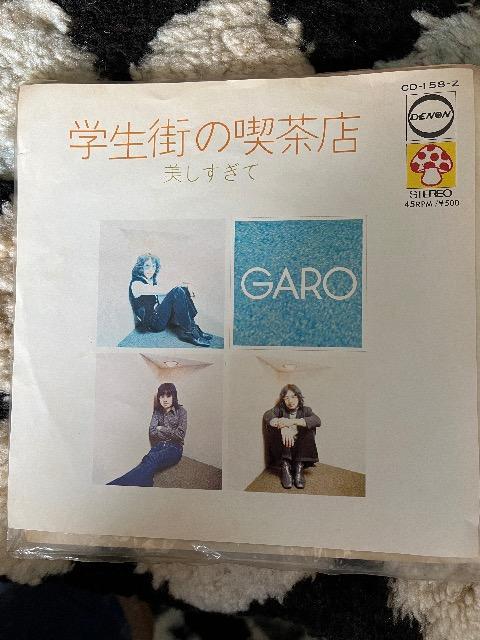 CD-158-Z
DENON
学生街の喫茶店
美しすぎて
STEREO
45RPM/¥500
GARO